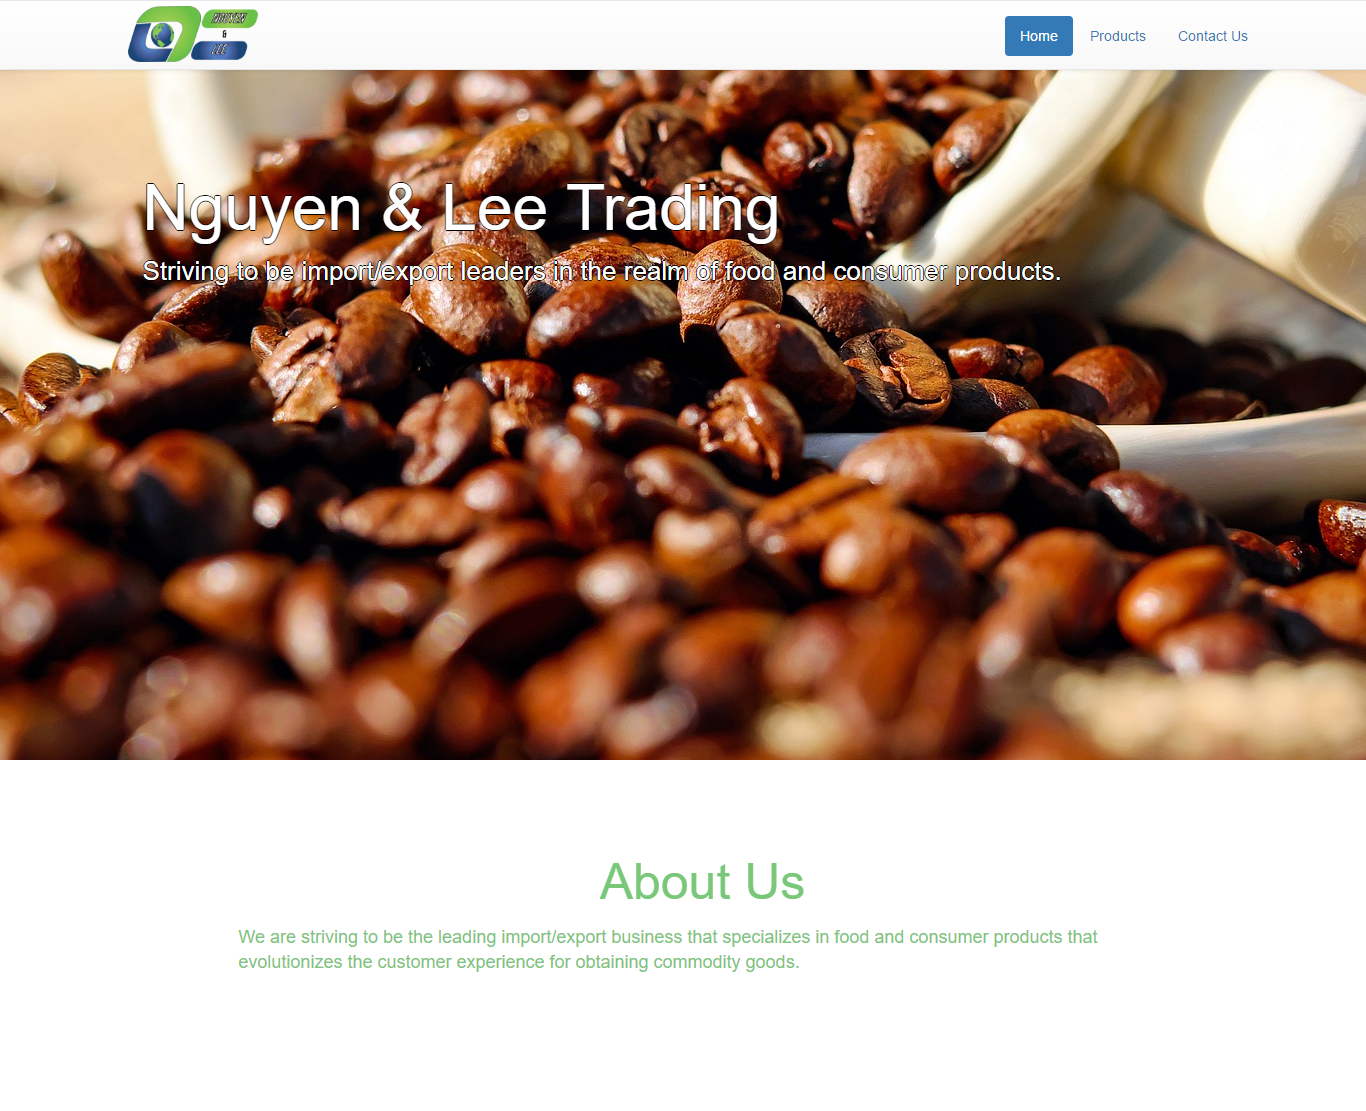 NGUYEN
&
LEE
Home Products Contact Us
Nguyen & Lee Trading
Striving to be import/export leaders in the realm of food and consumer products.
About Us
We are striving to be the leading import/export business that specializes in food and consumer products that
evolutionizes the customer experience for obtaining commodity goods.